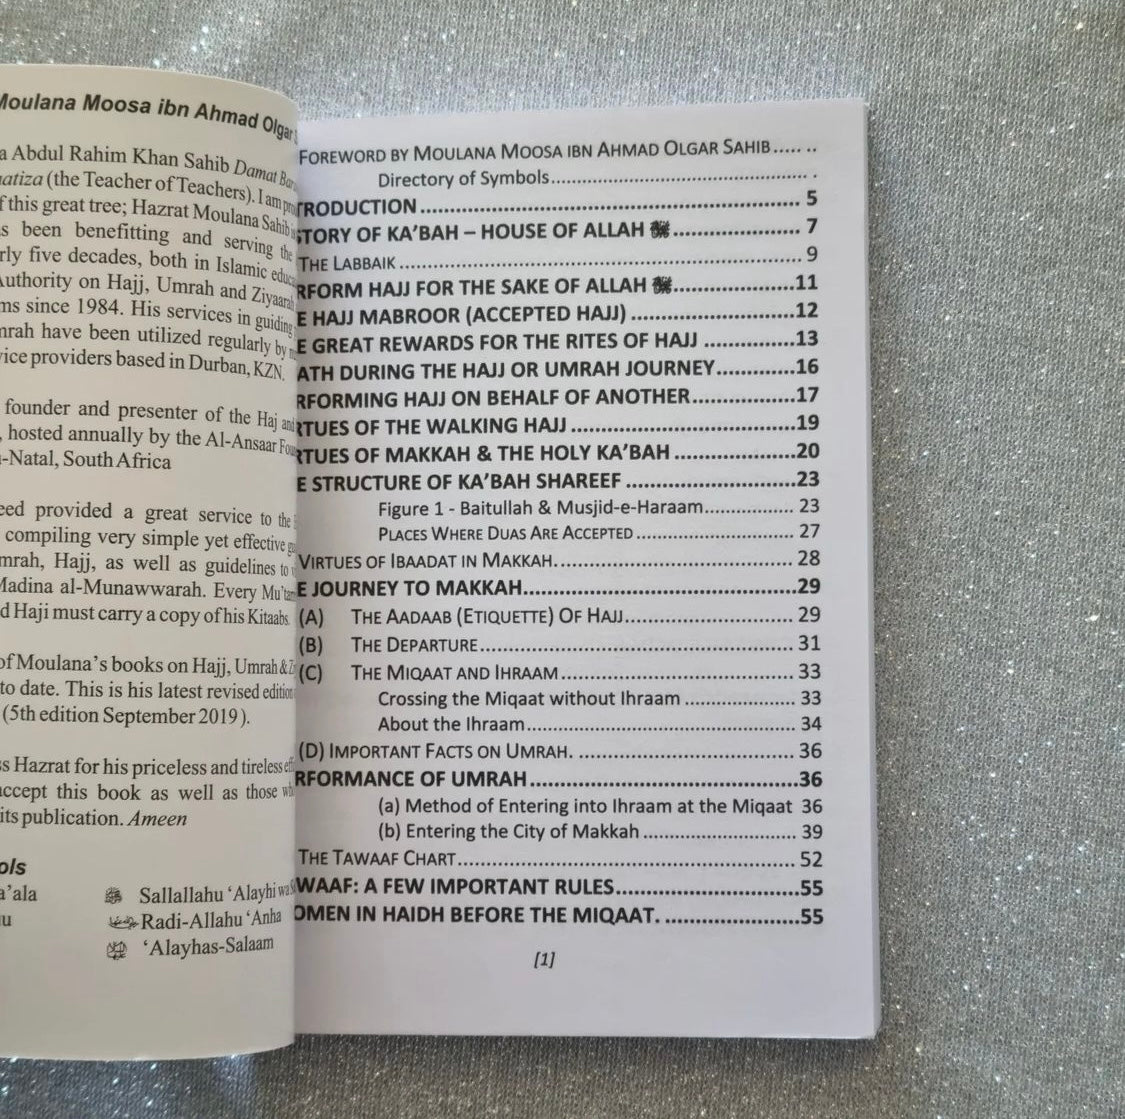 Moulana Moosa ibn Ahmad Olgar
a Abdul Rahim Khan Sahib Damat
(the Teacher of Teachers). I am
f this great tree; Hazrat Moulana Sahib
s been benefitting and serving the
rly five decades, both in Islamic
uthority on Hajj, Umrah and Ziyaarah
ms since 1984. His services in guiding
mrah have been utilized regularly by
vice providers based in Durban, KZN.
founder and presenter of the Haj and
, hosted annually by the Al-Ansaar
-Natal, South Africa
eed provided a great service to the
compiling very simple yet effective
mrah, Hajj, as well as guidelines to
Madina al-Munawwarah. Every
d Haji must carry a copy of his Kitaabs.
of Moulana's books on Hajj, Umrah &
to date. This is his latest revised edition
(5th edition September 2019).
s Hazrat for his priceless and tireless
accept this book as well as those
its publication. Ameen
ols
a'ala
Sallallahu 'Alayhi wa
u
Radi-Allahu 'Anha
'Alayhas-Salaam
FOREWORD BY MOULANA MOOSA IBN AHMAD OLGAR SAHIB..... ..
Directory of Symbols.......... .
TRODUCTION .......... 5
STORY OF KA'BAH – HOUSE OF ALLAH ﷻ.......... 7
THE LABBAIK .......... 9
RFORM HAJJ FOR THE SAKE OF ALLAH ﷻ..........11
E HAJJ MABROOR (ACCEPTED HAJJ) ..........12
E GREAT REWARDS FOR THE RITES OF HAJJ ..........13
ATH DURING THE HAJJ OR UMRAH JOURNEY..........16
RFORMING HAJJ ON BEHALF OF ANOTHER..........17
RTUES OF THE WALKING HAJJ ..........19
RTUES OF MAKKAH & THE HOLY KA'BAH ..........20
E STRUCTURE OF KA'BAH SHAREEF ..........23
Figure 1 - Baitullah & Musjid-e-Haraam.......... 23
PLACES WHERE DUAS ARE ACCEPTED .......... 27
VIRTUES OF IBAADAT IN MAKKAH.......... 28
E JOURNEY TO MAKKAH..........29
(A) THE AADAAB (ETIQUETTE) OF HAJJ.......... 29
(B) THE DEPARTURE.......... 31
(C) THE MIQAAT AND IHRAAM.......... 33
Crossing the Miqaat without Ihraam .......... 33
About the Ihraam.......... 34
(D) IMPORTANT FACTS ON UMRAH. .......... 36
RFORMANCE OF UMRAH..........36
(a) Method of Entering into Ihraam at the Miqaat 36
(b) Entering the City of Makkah .......... 39
THE TAWAAF CHART.......... 52
WAAF: A FEW IMPORTANT RULES..........55
OMEN IN HAIDH BEFORE THE MIQAAT. ..........55
[1]